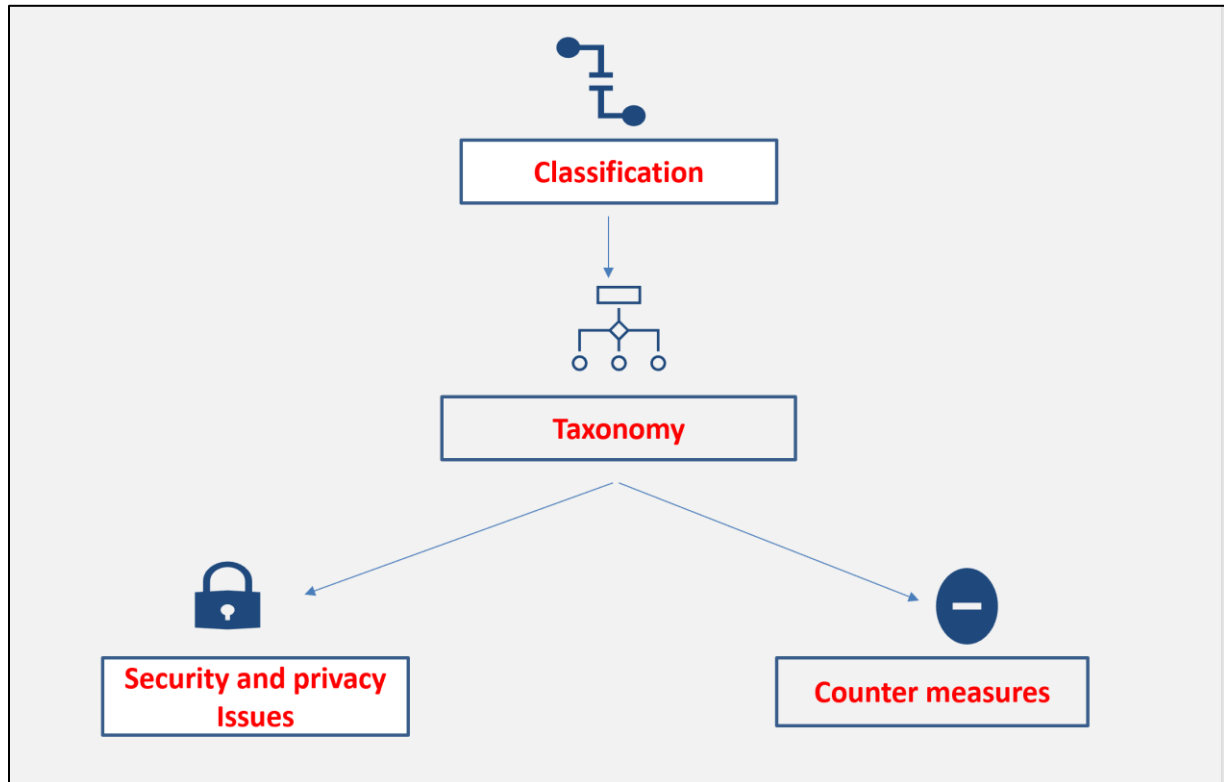 Classification
Taxonomy
Security and privacy
Issues
Counter measures